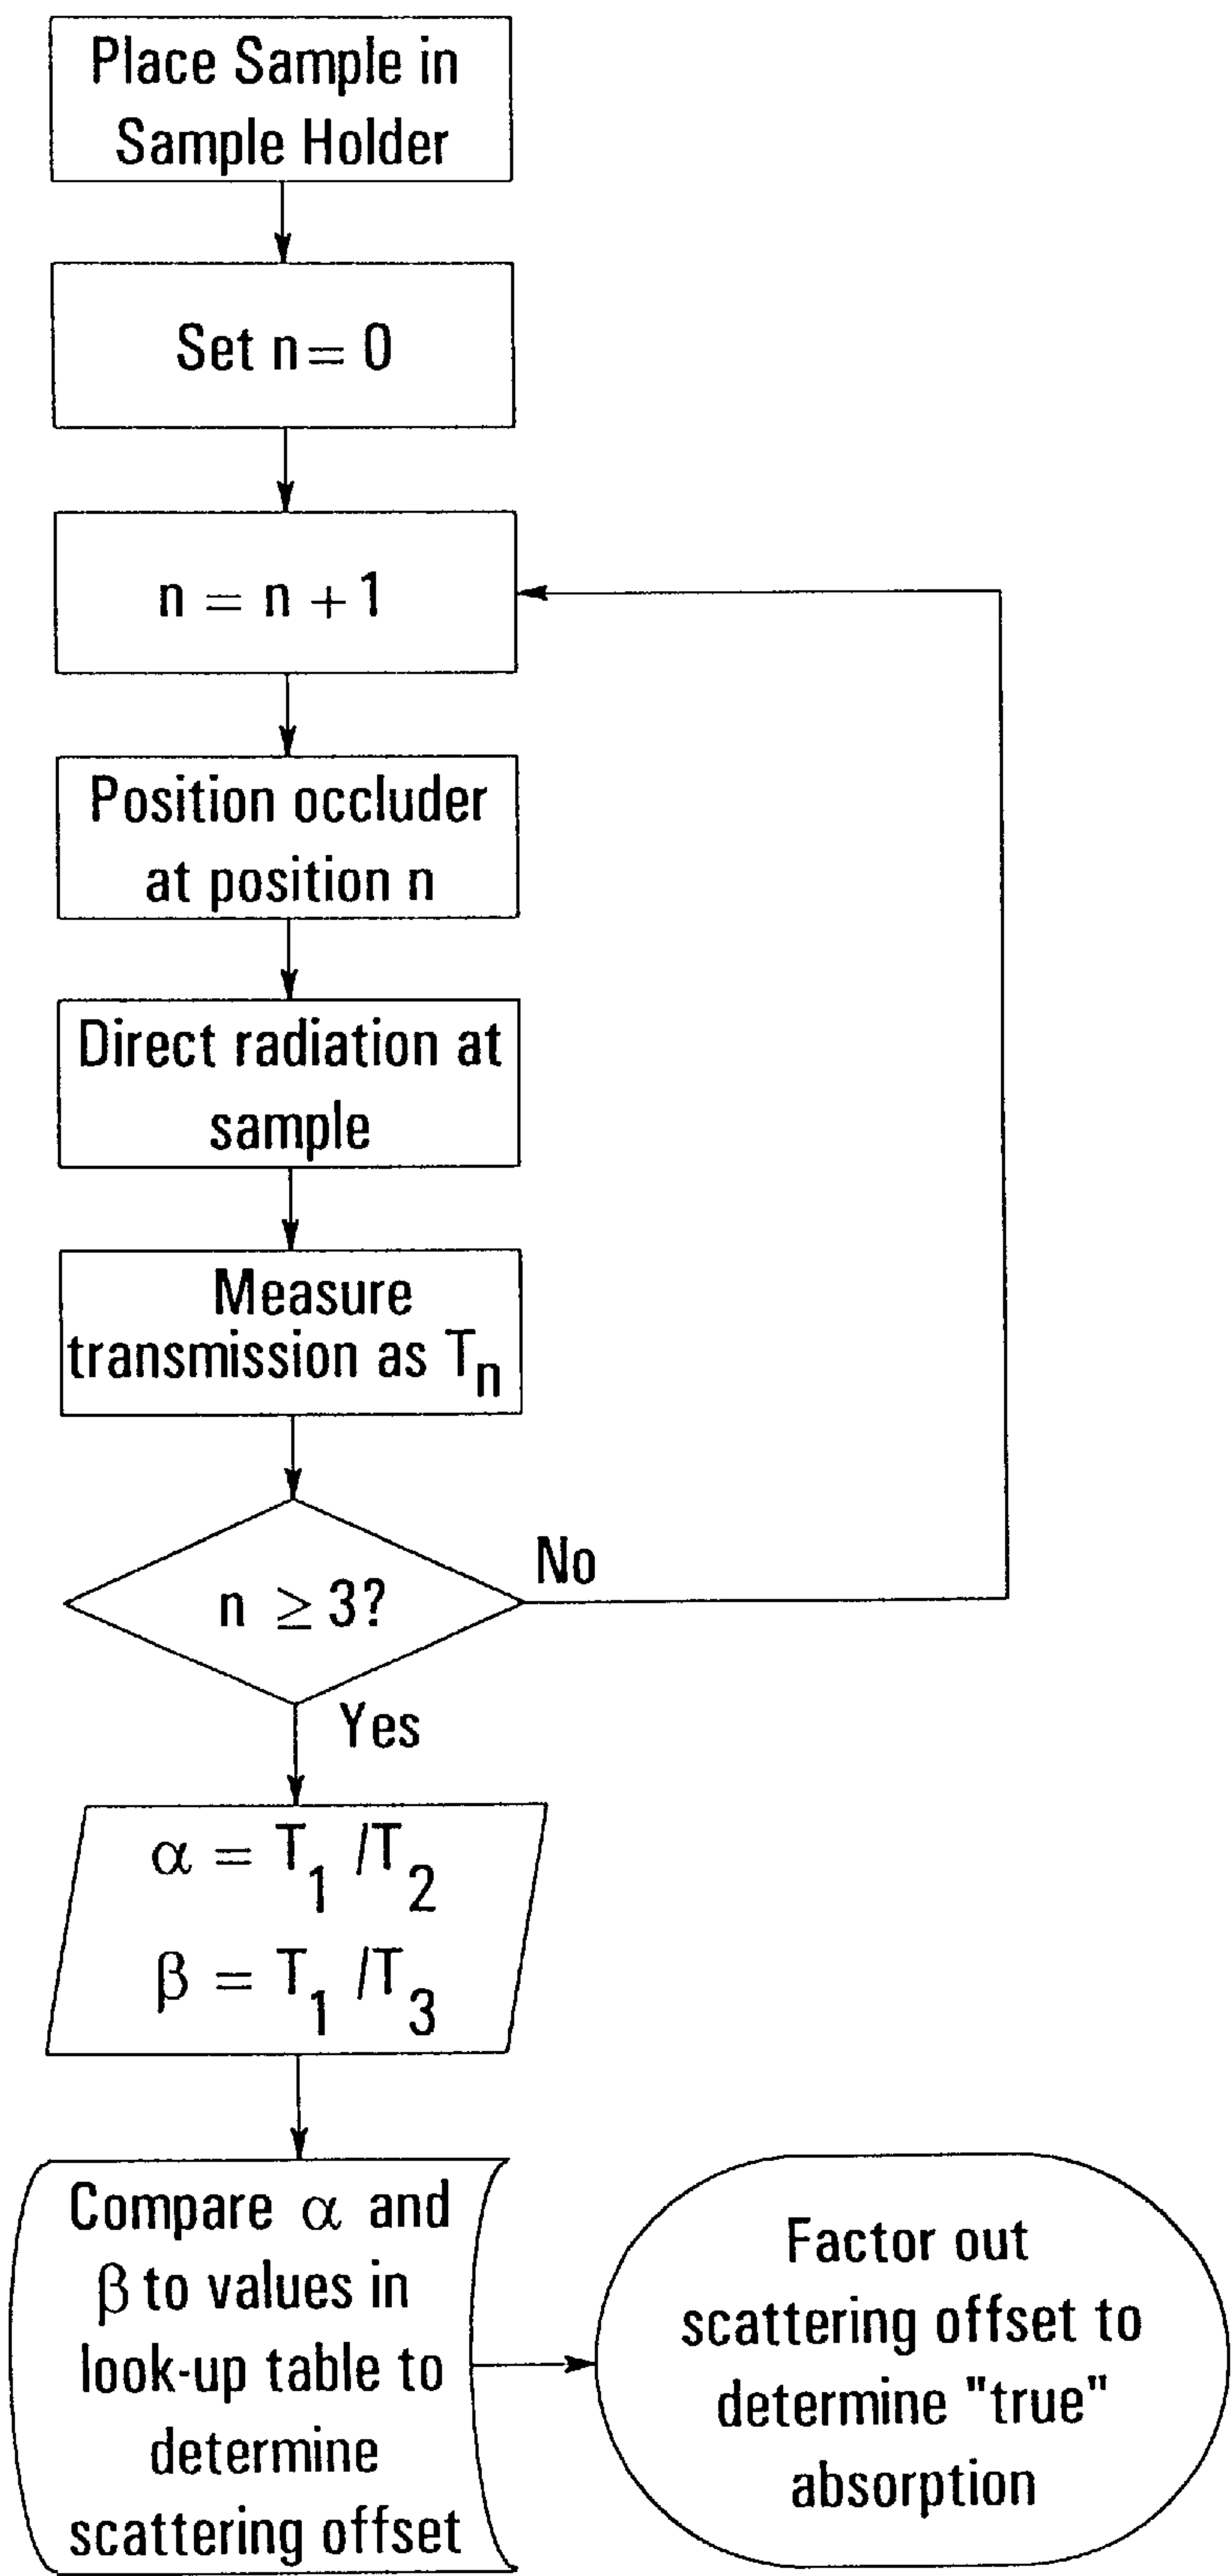 Place Sample in
Sample Holder
Set n = 0
n = n + 1
Position occluder
at position n
Direct radiation at
sample
Measure
transmission as Tn
n ≥ 3?
No
Yes
α = T1 /T2
β = T1 /T3
Compare α and
β to values in
look-up table to
determine
scattering offset
Factor out
scattering offset to
determine "true"
absorption